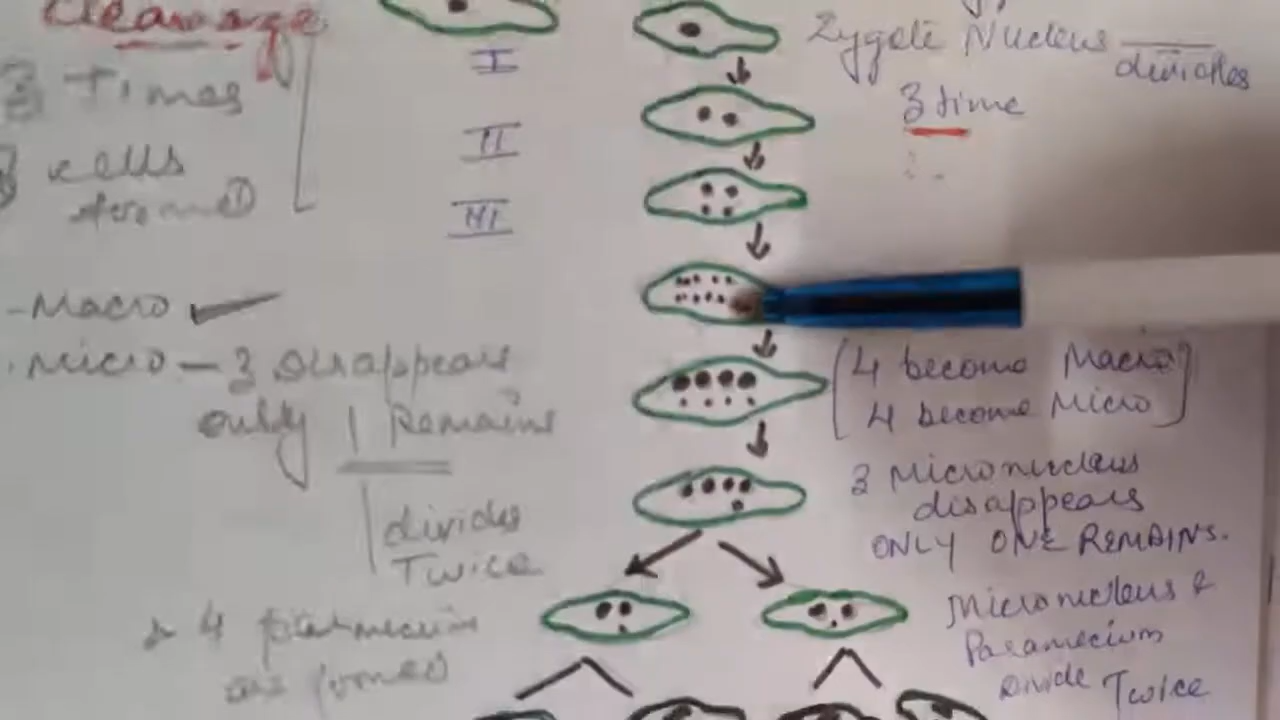 Cleavage
3 Times
cells
formed
- Macro ✓
. Micro - 3 Disappears
only 1 Remains
divides
Twice
4 Paramecium
are formed
I
II
III
Zygote Nucleus
divides
3 time
4 become Macro
4 become Micro
3 Micronucleus
disappears
ONLY ONE REMAINS.
Micronucleus &
Paramecium
Divide Twice